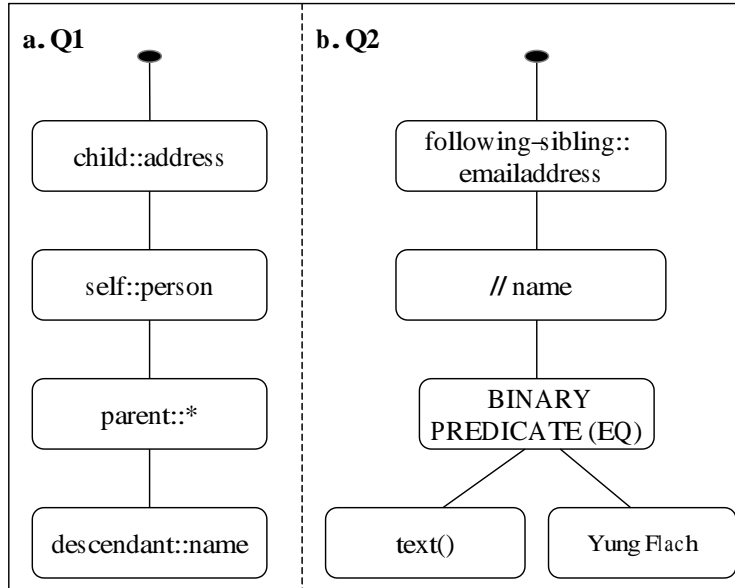 a. Q1
child::address
self::person
parent::*
descendant::name
b. Q2
following-sibling::
emailaddress
// name
BINARY
PREDICATE (EQ)
text()
Yung Flach